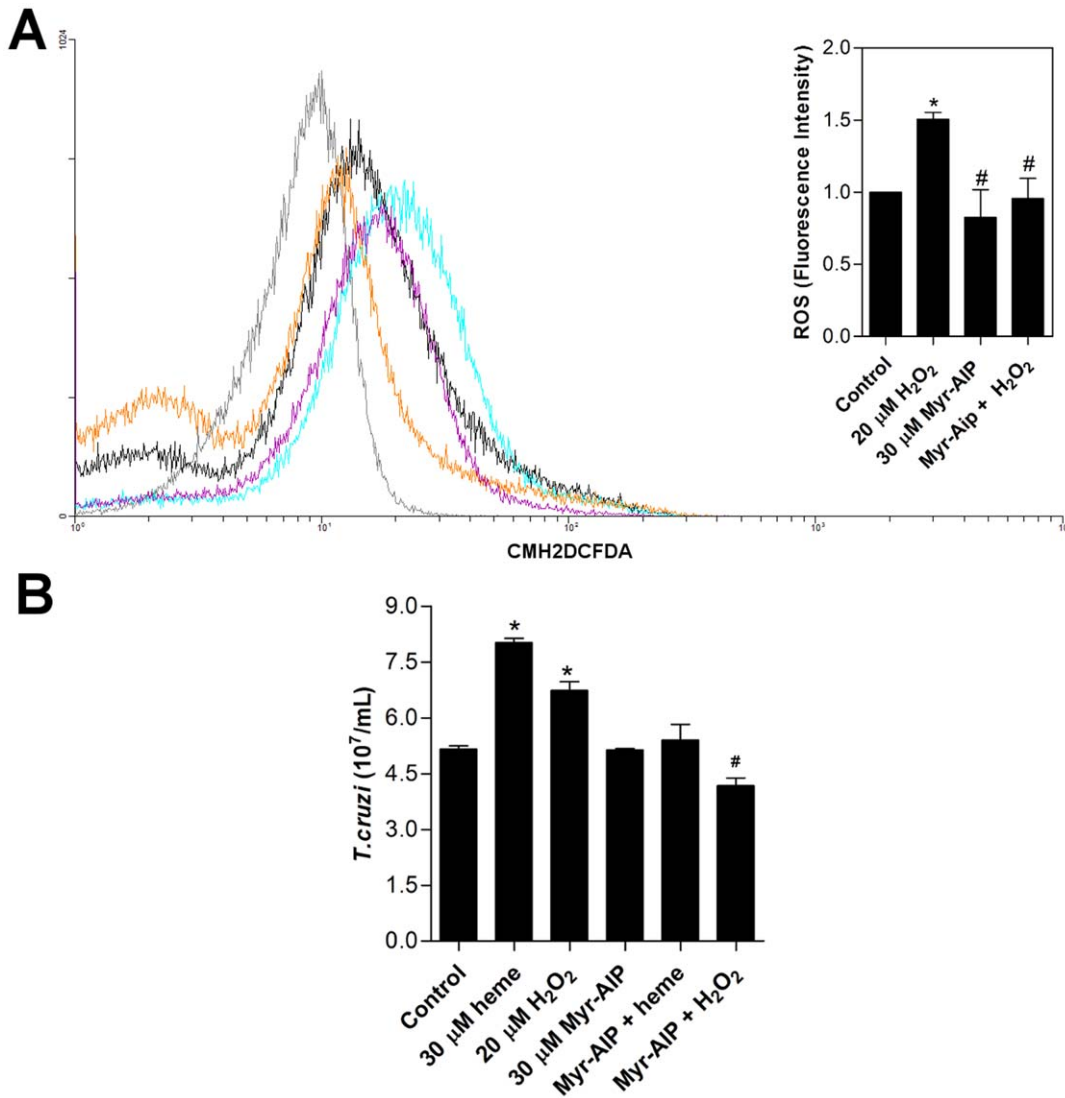 A
1024
0
10⁰
10¹
10²
10³
10
CMH2DCFDA
ROS (Fluorescence Intensity)
2.0
1.5
1.0
0.5
0.0
*
#
#
Control
20 µM H₂O₂
30 µM Myr-AIP
Myr-Aip + H₂O₂
B
T.cruzi (10⁷/mL)
9.0
7.5
6.0
4.5
3.0
1.5
0.0
*
*
#
Control
30 µM heme
20 µM H₂O₂
30 µM Myr-AIP
Myr-AIP + heme
Myr-AIP + H₂O₂